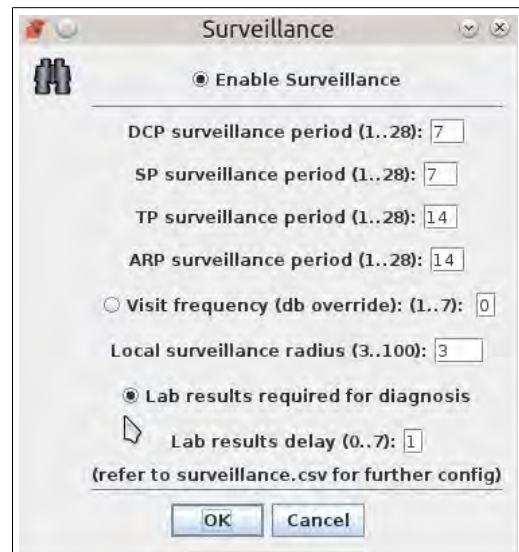 Surveillance
Enable Surveillance
DCP surveillance period (1..28): 7
SP surveillance period (1..28): 7
TP surveillance period (1..28): 14
ARP surveillance period (1..28): 14
Visit frequency (db override): (1..7): 0
Local surveillance radius (3..100): 3
Lab results required for diagnosis
Lab results delay (0..7): 1
(refer to surveillance.csv for further config)
OK Cancel